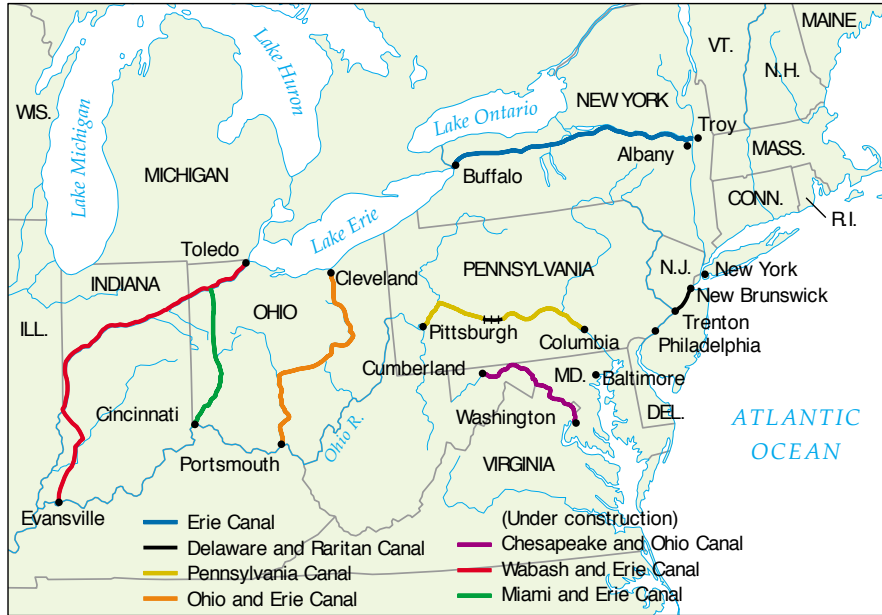 MAINE
VT.
N.H.
WIS.
Lake Michigan
Lake Huron
Lake Ontario
NEW YORK
Troy
Albany
MASS.
MICHIGAN
Buffalo
CONN.
R.I.
Lake Erie
Toledo
Cleveland
PENNSYLVANIA
N.J.
New York
INDIANA
OHIO
New Brunswick
ILL.
Pittsburgh
Columbia
Trenton
Philadelphia
Cumberland
MD.
Baltimore
Cincinnati
Washington
DEL.
ATLANTIC
OCEAN
Ohio R.
Portsmouth
VIRGINIA
Evansville
Erie Canal
Delaware and Raritan Canal
Pennsylvania Canal
Ohio and Erie Canal
(Under construction)
Chesapeake and Ohio Canal
Wabash and Erie Canal
Miami and Erie Canal